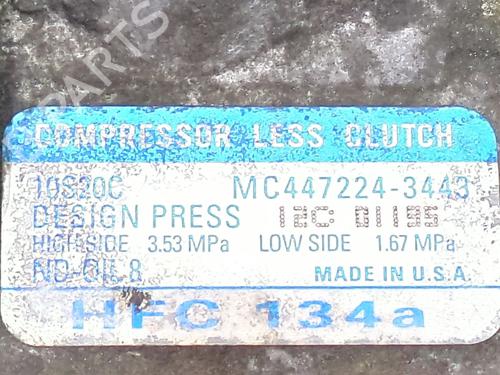 PARTS
COMPRESSOR LESS CLUTCH
10S20C MC447224-3443
DESIGN PRESS
HIGH SIDE 3.53 MPa LOW SIDE 1.67 MPa
ND-OIL 8 MADE IN U.S.A.
HFC 134a